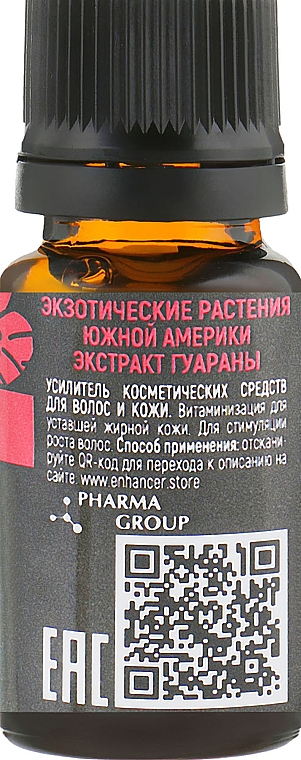 ЭКЗОТИЧЕСКИЕ РАСТЕНИЯ
ЮЖНОЙ АМЕРИКИ
ЭКСТРАКТ ГУАРАНЫ
УСИЛИТЕЛЬ КОСМЕТИЧЕСКИХ СРЕДСТВ
ДЛЯ ВОЛОС И КОЖИ. Витаминизация для
уставшей жирной кожи. Для стимуляции
роста волос. Способ применения: отскани-
руйте QR-код для перехода к описанию на
сайте. www.enhancer.store
PHARMA
GROUP
EAC